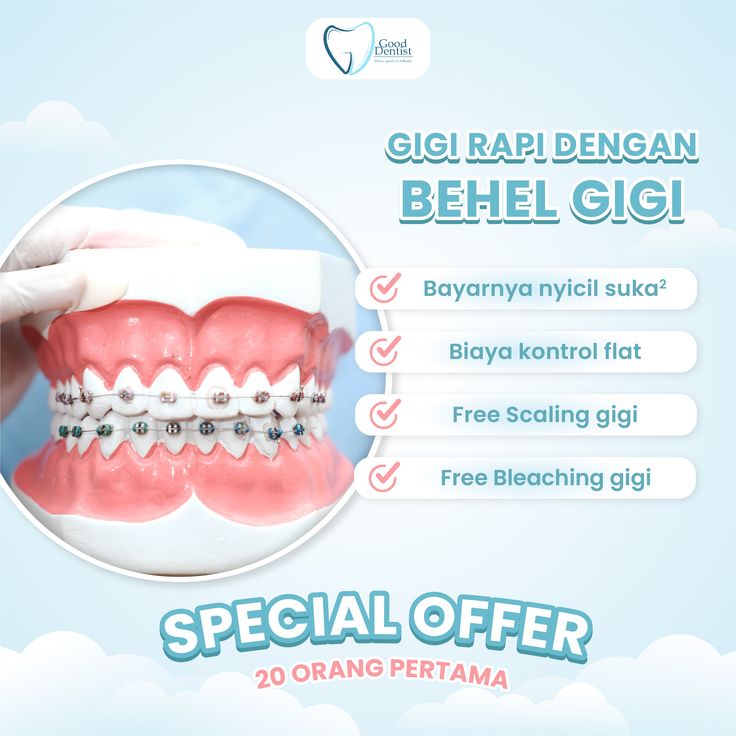 Good
Dentist
GIGI RAPI DENGAN
BEHEL GIGI
Bayarnya nyicil suka²
Biaya kontrol flat
Free Scaling gigi
Free Bleaching gigi
SPECIAL OFFER
20 ORANG PERTAMA